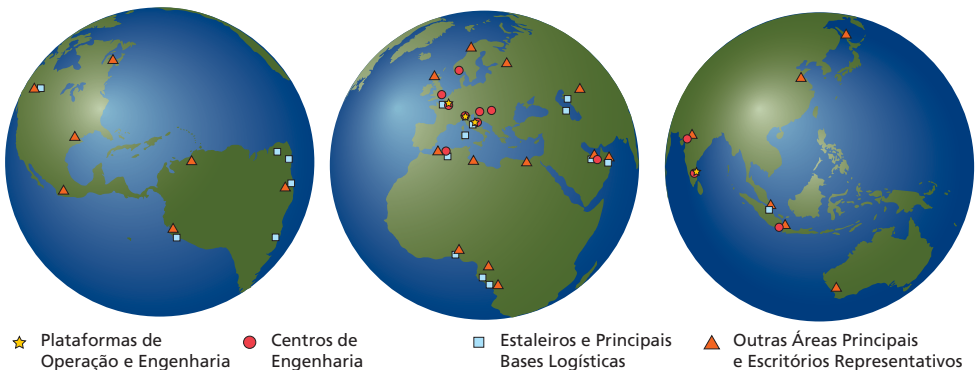 Plataformas de
Operação e Engenharia
Centros de
Engenharia
Estaleiros e Principais
Bases Logísticas
Outras Áreas Principais
e Escritórios Representativos